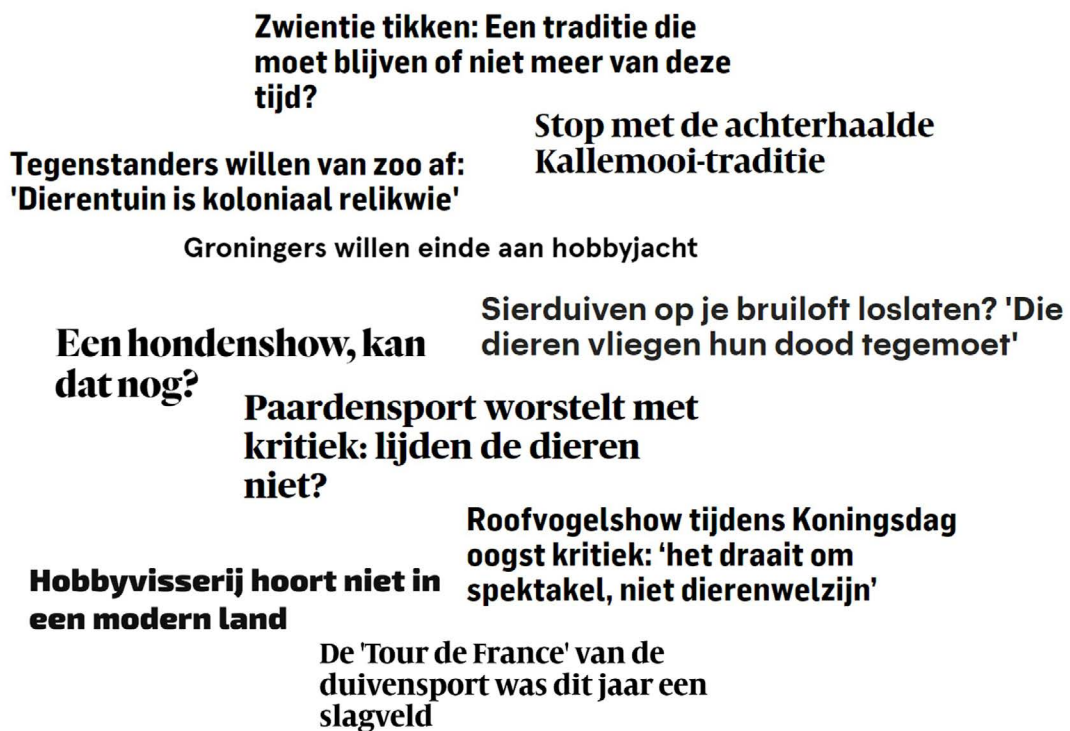 Zwientie tikken: Een traditie die
moet blijven of niet meer van deze
tijd?
Stop met de achterhaalde
Kallemooi-traditie
Tegenstanders willen van zoo af:
'Dierentuin is koloniaal relikwie'
Groningers willen einde aan hobbyjacht
Sierduiven op je bruiloft loslaten? 'Die
dieren vliegen hun dood tegemoet'
Een hondenshow, kan
dat nog?
Paardensport worstelt met
kritiek: lijden de dieren
niet?
Roofvogelshow tijdens Koningsdag
oogst kritiek: ‘het draait om
spektakel, niet dierenwelzijn’
Hobbyvisserij hoort niet in
een modern land
De 'Tour de France' van de
duivensport was dit jaar een
slagveld